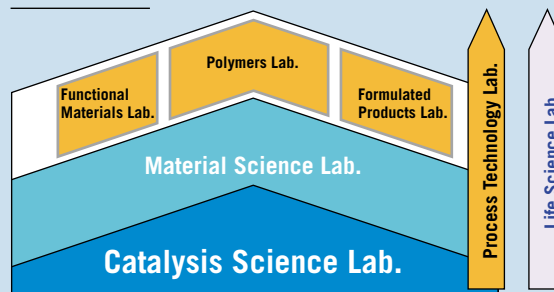 Polymers Lab.
Functional
Materials Lab.
Formulated
Products Lab.
Material Science Lab.
Catalysis Science Lab.
Process Technology Lab.
Life Science Lab